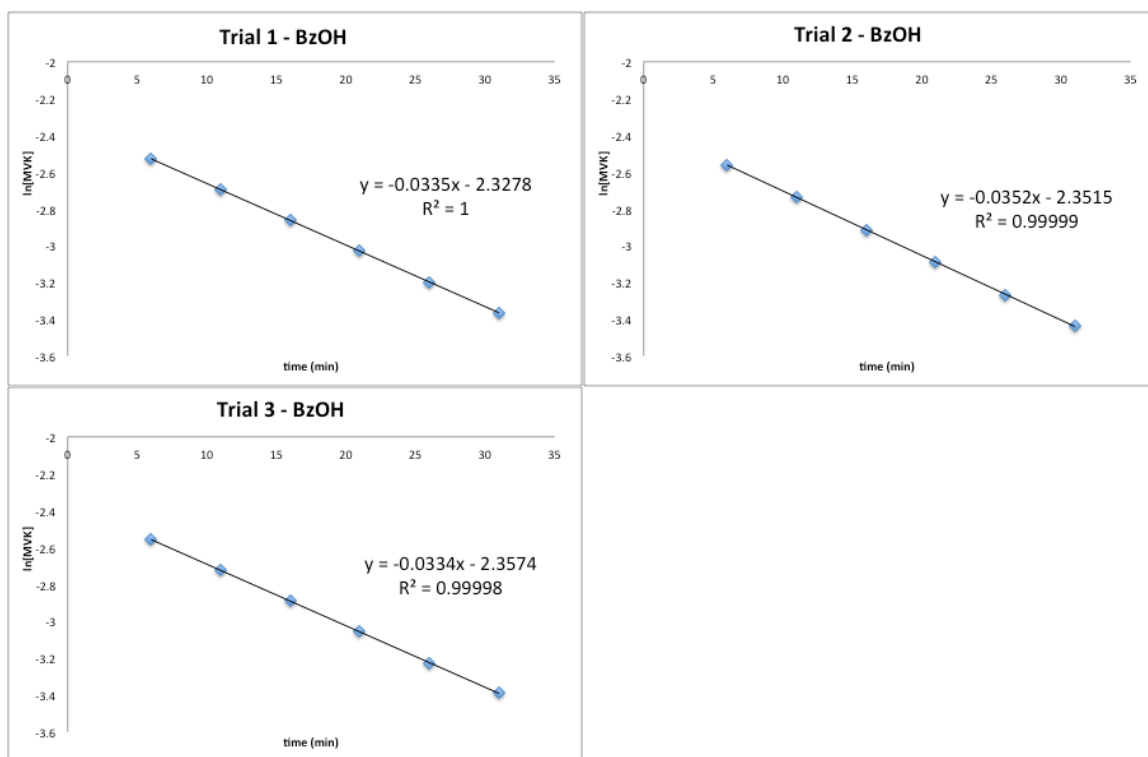 Trial 1 - BzOH
-2
0 5 10 15 20 25 30 35
-2.2
-2.4
-2.6
-2.8
-3
-3.2
-3.4
-3.6
ln[MVK]
y = -0.0335x - 2.3278
R² = 1
time (min)
Trial 2 - BzOH
-2
0 5 10 15 20 25 30 35
-2.2
-2.4
-2.6
-2.8
-3
-3.2
-3.4
-3.6
ln[MVK]
y = -0.0352x - 2.3515
R² = 0.99999
time (min)
Trial 3 - BzOH
-2
0 5 10 15 20 25 30 35
-2.2
-2.4
-2.6
-2.8
-3
-3.2
-3.4
-3.6
ln[MVK]
y = -0.0334x - 2.3574
R² = 0.99998
time (min)